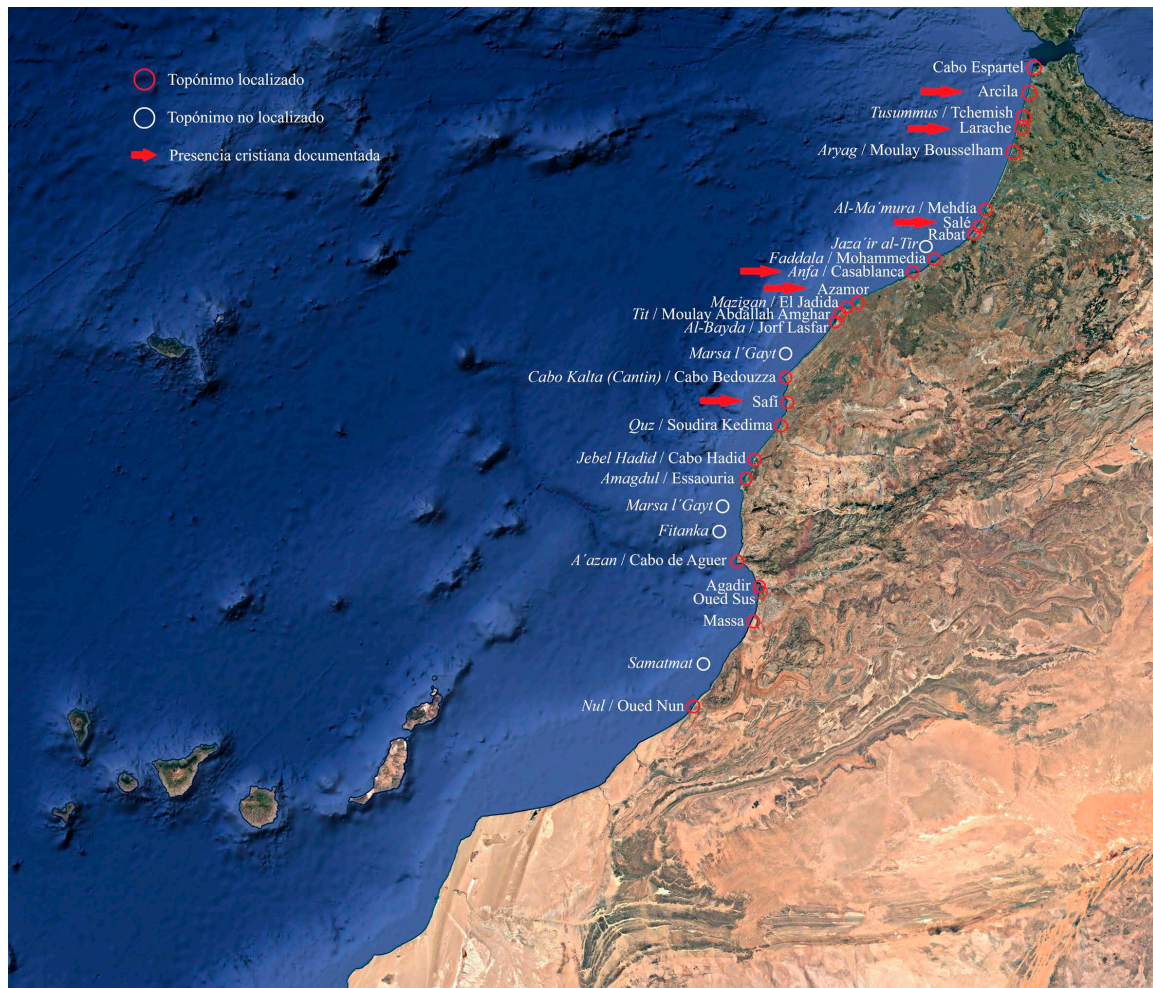 Topónimo localizado
Topónimo no localizado
Presencia cristiana documentada
Cabo Espartel
Arcila
Tusummus / Tchemish
Larache
Aryag / Moulay Bousselham
Al-Ma´mura / Mehdía
Salé
Rabat
Jaza´ir al-Tir
Faddala / Mohammedia
Anfa / Casablanca
Azamor
Mazigan / El Jadida
Tit / Moulay Abdallah Amghar
Al-Bayda / Jorf Lasfar
Marsa l´Gayt
Cabo Kalta (Cantin) / Cabo Bedouzza
Safí
Quz / Soudira Kedima
Jebel Hadid / Cabo Hadid
Amagdul / Essaouria
Marsa l´Gayt
Fitanka
A´azan / Cabo de Aguer
Agadir
Oued Sus
Massa
Samatmat
Nul / Oued Nun